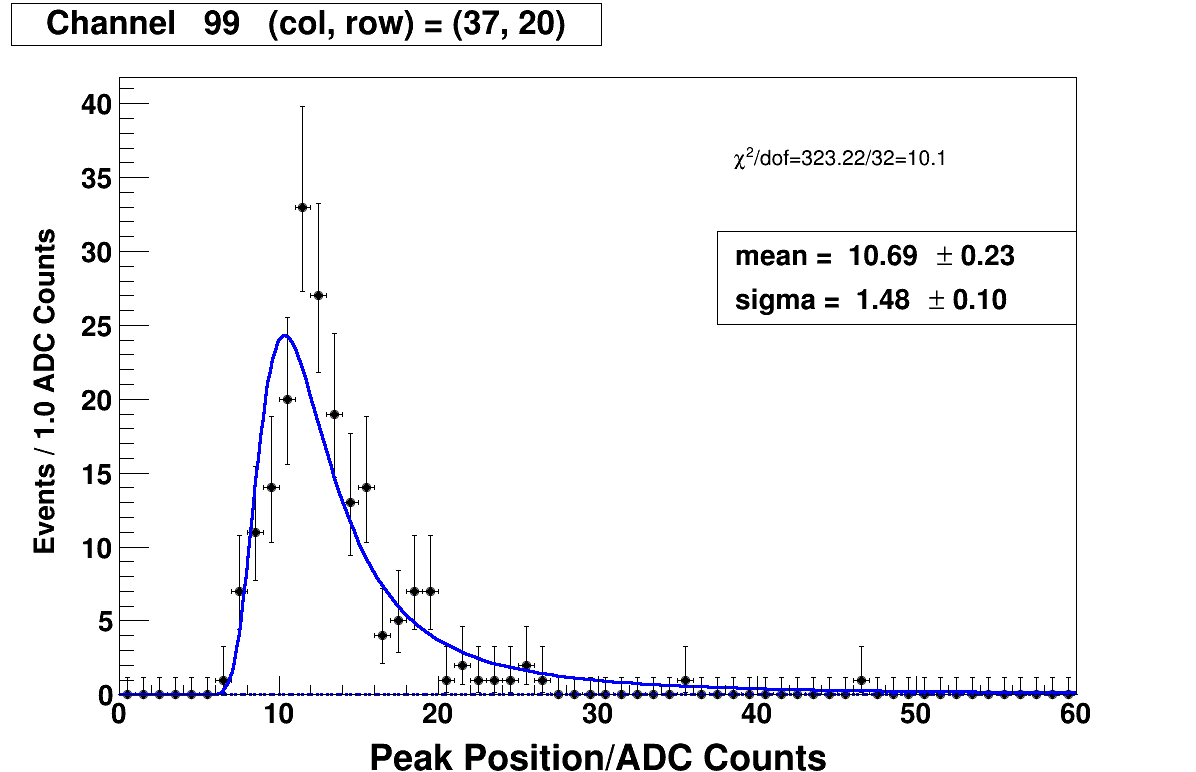 Channel 99 (col, row) = (37, 20)
40
35
30
25
20
15
10
5
0
Events / 1.0 ADC Counts
χ²/dof=323.22/32=10.1
mean = 10.69 ± 0.23
sigma = 1.48 ± 0.10
0 10 20 30 40 50 60
Peak Position/ADC Counts